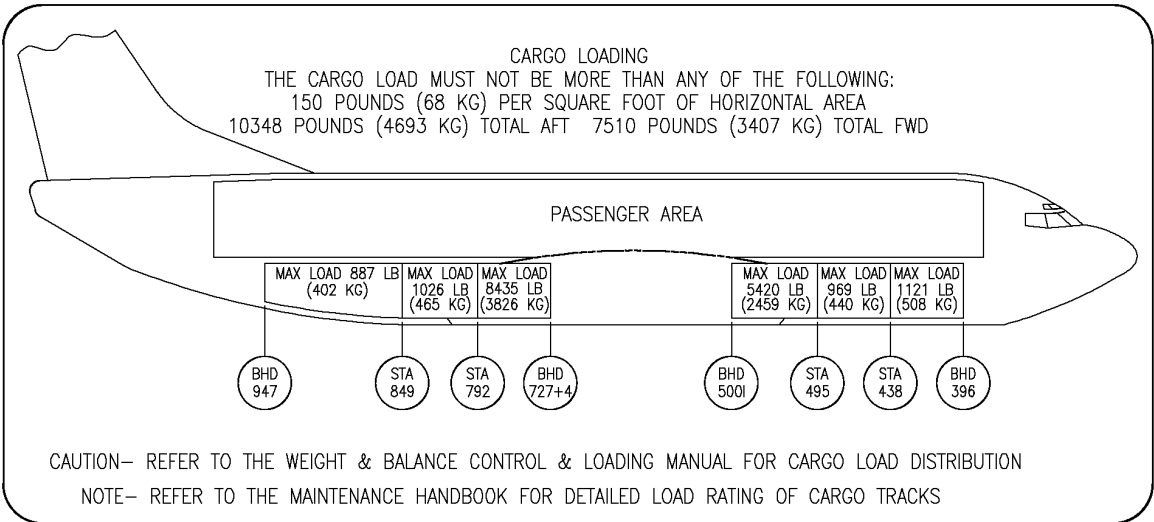 CARGO LOADING
THE CARGO LOAD MUST NOT BE MORE THAN ANY OF THE FOLLOWING:
150 POUNDS (68 KG) PER SQUARE FOOT OF HORIZONTAL AREA
10348 POUNDS (4693 KG) TOTAL AFT 7510 POUNDS (3407 KG) TOTAL FWD
PASSENGER AREA
MAX LOAD 887 LB
(402 KG)
MAX LOAD
1026 LB
(465 KG)
MAX LOAD
8435 LB
(3826 KG)
MAX LOAD
5420 LB
(2459 KG)
MAX LOAD
969 LB
(440 KG)
MAX LOAD
1121 LB
(508 KG)
BHD
947
STA
849
STA
792
BHD
727+4
BHD
500I
STA
495
STA
438
BHD
396
CAUTION– REFER TO THE WEIGHT & BALANCE CONTROL & LOADING MANUAL FOR CARGO LOAD DISTRIBUTION
NOTE– REFER TO THE MAINTENANCE HANDBOOK FOR DETAILED LOAD RATING OF CARGO TRACKS